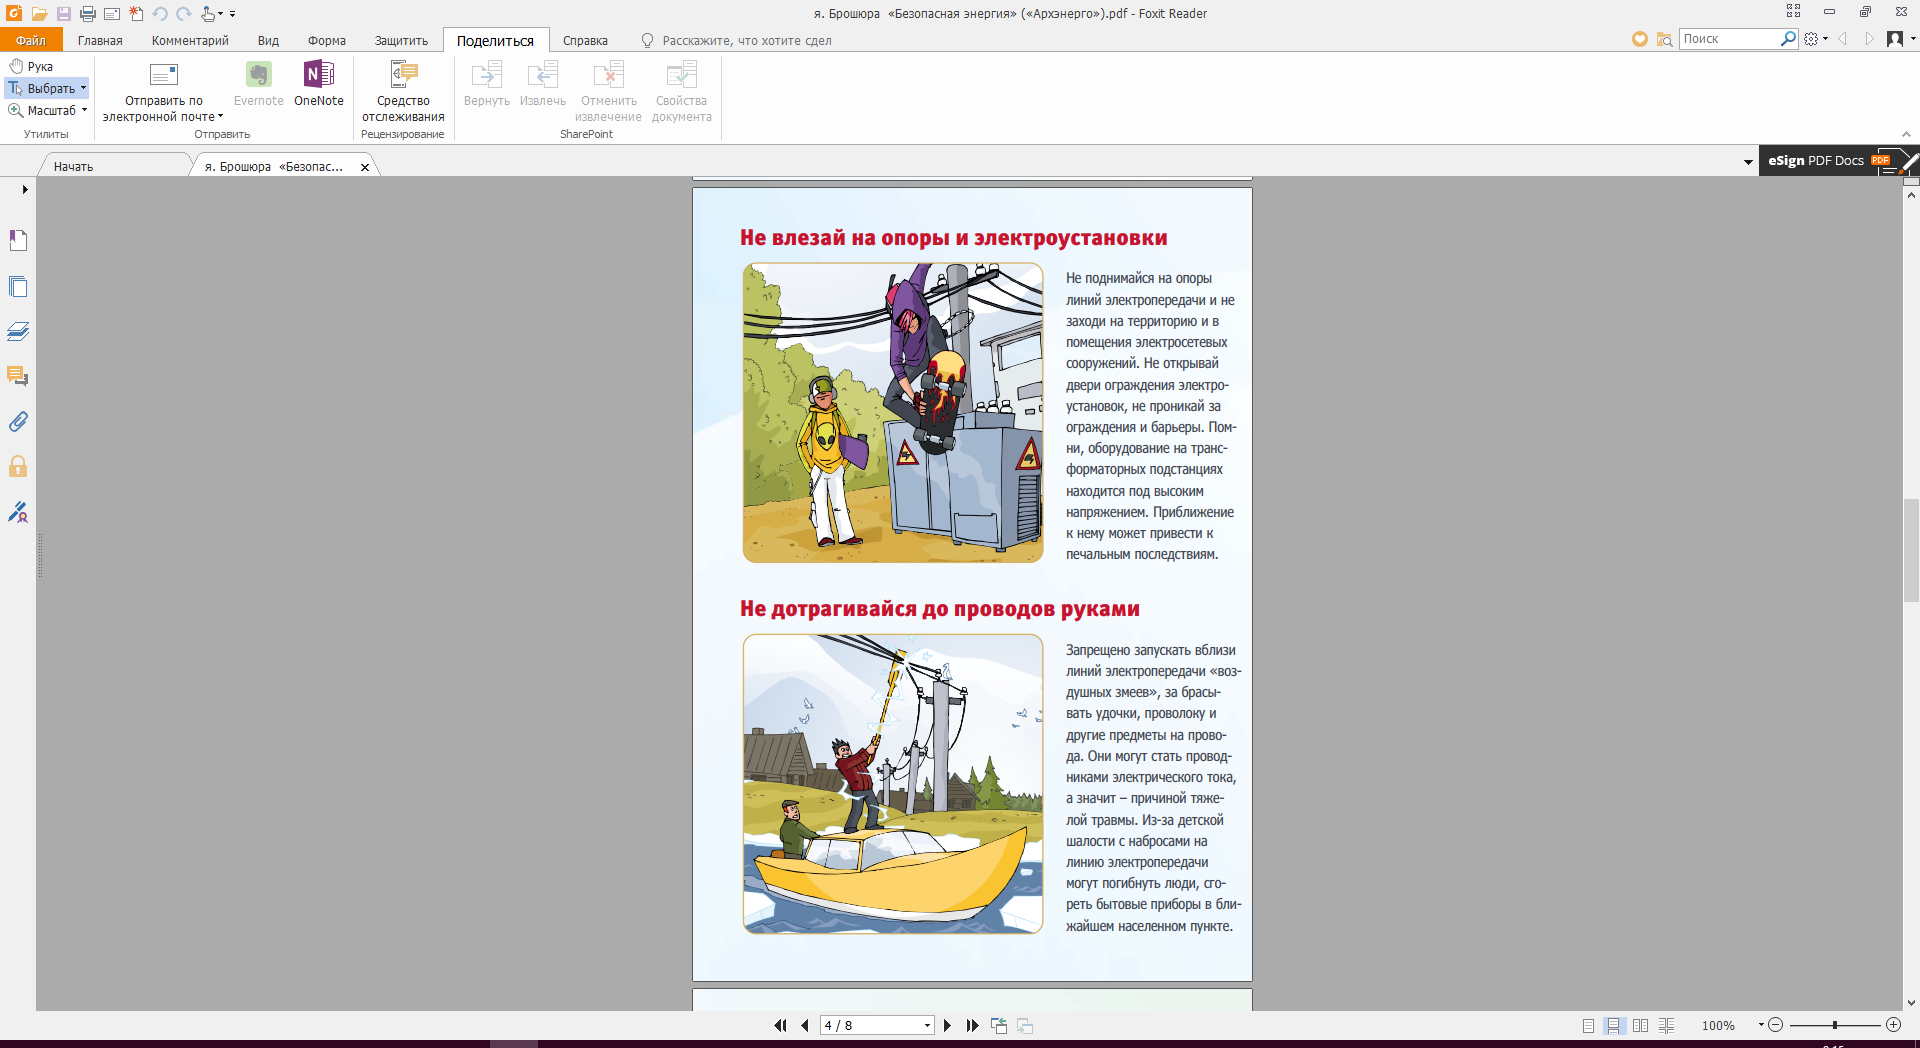 я. Брошюра «Безопасная энергия» («Архэнерго»).pdf - Foxit Reader
Файл
Главная
Комментарий
Вид
Форма
Защитить
Поделиться
Справка
Расскажите, что хотите сдел
Поиск
Рука
Выбрать
Масштаб
Утилиты
Отправить по
электронной почте
Evernote
OneNote
Отправить
Средство
отслеживания
Рецензирование
Вернуть
Извлечь
Отменить
извлечение
Свойства
документа
SharePoint
Начать
я. Брошюра «Безопас...
eSign PDF Docs
PDF
Не влезай на опоры и электроустановки
Не поднимайся на опоры
линий электропередачи и не
заходи на территорию и в
помещения электросетевых
сооружений. Не открывай
двери ограждения электро-
установок, не проникай за
ограждения и барьеры. Пом-
ни, оборудование на транс-
форматорных подстанциях
находится под высоким
напряжением. Приближение
к нему может привести к
печальным последствиям.
Не дотрагивайся до проводов руками
Запрещено запускать вблизи
линий электропередачи «воз-
душных змеев», за брасы-
вать удочки, проволоку и
другие предметы на прово-
да. Они могут стать провод-
никами электрического тока,
а значит – причиной тяже-
лой травмы. Из-за детской
шалости с набросами на
линию электропередачи
могут погибнуть люди, сго-
реть бытовые приборы в бли-
жайшем населенном пункте.
4 / 8
100%